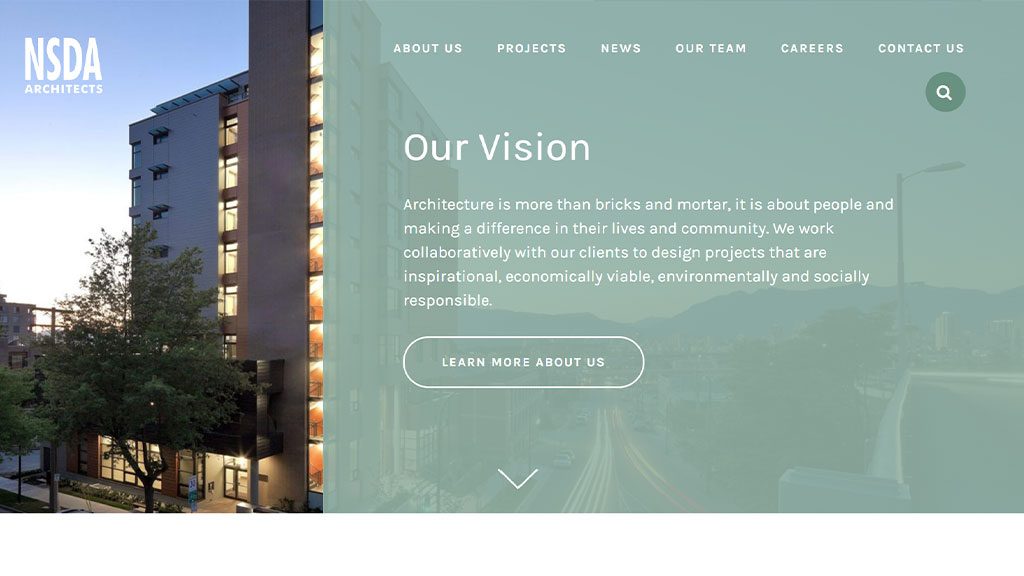 NSDA
ARCHITECTS
ABOUT US PROJECTS NEWS OUR TEAM CAREERS CONTACT US
Our Vision
Architecture is more than bricks and mortar, it is about people and
making a difference in their lives and community. We work
collaboratively with our clients to design projects that are
inspirational, economically viable, environmentally and socially
responsible.
LEARN MORE ABOUT US